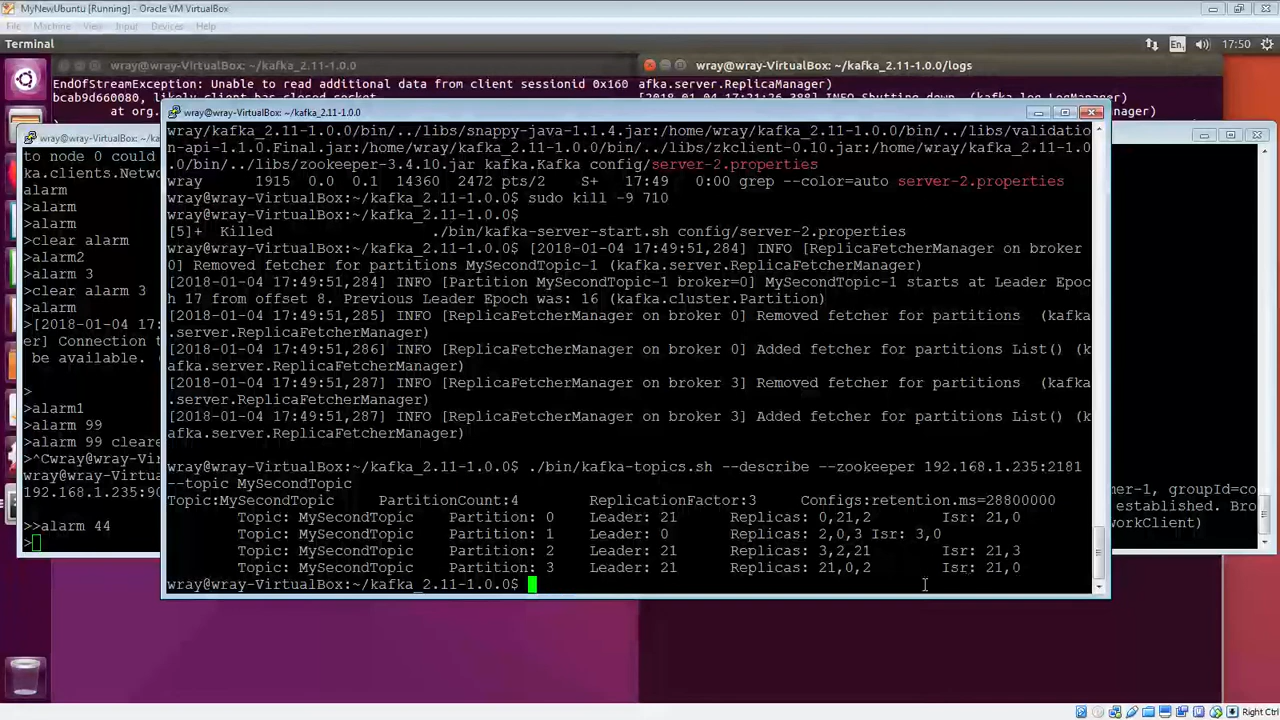 MyNewUbuntu [Running] - Oracle VM VirtualBox
File Machine View Input Devices Help
Terminal
En
17:50
wray@wray-VirtualBox: ~/kafka_2.11-1.0.0
wray@wray-VirtualBox: ~/kafka_2.11-1.0.0/logs
EndOfStreamException: Unable to read additional data from client sessionid 0x160
bcab9d660080, likely client has closed socket
at org.
afka.server.ReplicaManager)
[2018-01-04 17:21:26,388] INFO Shutting down. (kafka.log.LogManager)
wray@wray-VirtualBox: ~/ka
to node 0 could
ka.clients.Netw
alarm
>alarm
>alarm
>clear alarm
>alarm2
>alarm 3
>clear alarm 3
>alarm
>[2018-01-04 17:
er] Connection t
be available. (
>
>alarm1
>alarm 99
>alarm 99 cleare
>^Cwray@wray-Vi
wray@wray-Virtua
192.168.1.235:90
>>alarm 44
>
wray@wray-VirtualBox: ~/kafka_2.11-1.0.0
wray/kafka_2.11-1.0.0/bin/../libs/snappy-java-1.1.4.jar:/home/wray/kafka_2.11-1.0.0/bin/../libs/validatio
n-api-1.1.0.Final.jar:/home/wray/kafka_2.11-1.0.0/bin/../libs/zkclient-0.10.jar:/home/wray/kafka_2.11-1.0
.0/bin/../libs/zookeeper-3.4.10.jar kafka.Kafka config/server-2.properties
wray 1915 0.0 0.1 14360 2472 pts/2 S+ 17:49 0:00 grep --color=auto server-2.properties
wray@wray-VirtualBox:~/kafka_2.11-1.0.0$ sudo kill -9 710
wray@wray-VirtualBox:~/kafka_2.11-1.0.0$
[5]+ Killed ./bin/kafka-server-start.sh config/server-2.properties
wray@wray-VirtualBox:~/kafka_2.11-1.0.0$ [2018-01-04 17:49:51,284] INFO [ReplicaFetcherManager on broker
0] Removed fetcher for partitions MySecondTopic-1 (kafka.server.ReplicaFetcherManager)
[2018-01-04 17:49:51,284] INFO [Partition MySecondTopic-1 broker=0] MySecondTopic-1 starts at Leader Epoc
h 17 from offset 8. Previous Leader Epoch was: 16 (kafka.cluster.Partition)
[2018-01-04 17:49:51,285] INFO [ReplicaFetcherManager on broker 0] Removed fetcher for partitions (kafka
.server.ReplicaFetcherManager)
[2018-01-04 17:49:51,286] INFO [ReplicaFetcherManager on broker 0] Added fetcher for partitions List() (k
afka.server.ReplicaFetcherManager)
[2018-01-04 17:49:51,287] INFO [ReplicaFetcherManager on broker 3] Removed fetcher for partitions (kafka
.server.ReplicaFetcherManager)
[2018-01-04 17:49:51,287] INFO [ReplicaFetcherManager on broker 3] Added fetcher for partitions List() (k
afka.server.ReplicaFetcherManager)
wray@wray-VirtualBox:~/kafka_2.11-1.0.0$ ./bin/kafka-topics.sh --describe --zookeeper 192.168.1.235:2181
--topic MySecondTopic
Topic:MySecondTopic PartitionCount:4 ReplicationFactor:3 Configs:retention.ms=28800000
Topic: MySecondTopic Partition: 0 Leader: 21 Replicas: 0,21,2 Isr: 21,0
Topic: MySecondTopic Partition: 1 Leader: 0 Replicas: 2,0,3 Isr: 3,0
Topic: MySecondTopic Partition: 2 Leader: 21 Replicas: 3,2,21 Isr: 21,3
Topic: MySecondTopic Partition: 3 Leader: 21 Replicas: 21,0,2 Isr: 21,0
wray@wray-VirtualBox:~/kafka_2.11-1.0.0$
mer-1, groupId=co
established. Bro
workClient)
Right Ctrl